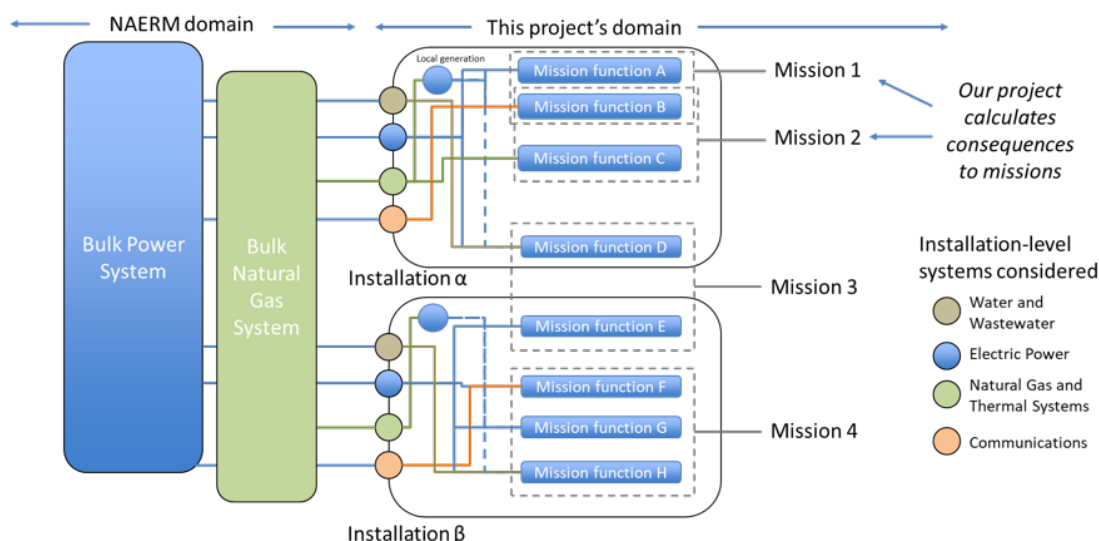 NAERM domain
This project's domain
Bulk Power
System
Bulk
Natural
Gas
System
Local generation
Mission function A
Mission function B
Mission function C
Mission function D
Installation α
Mission function E
Mission function F
Mission function G
Mission function H
Installation β
Mission 1
Mission 2
Mission 3
Mission 4
Our project
calculates
consequences
to missions
Installation-level
systems considered
Water and
Wastewater
Electric Power
Natural Gas and
Thermal Systems
Communications